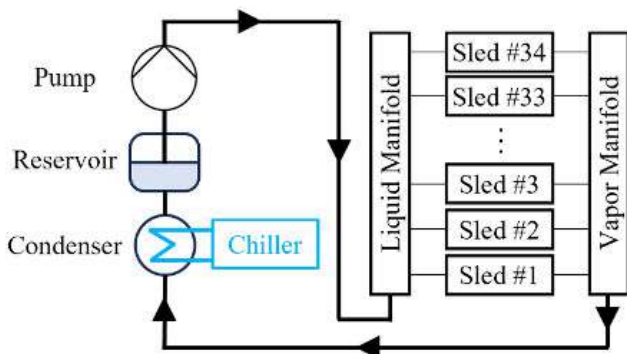 Pump
Reservoir
Condenser
Chiller
Liquid Manifold
Sled #34
Sled #33
⋮
Sled #3
Sled #2
Sled #1
Vapor Manifold